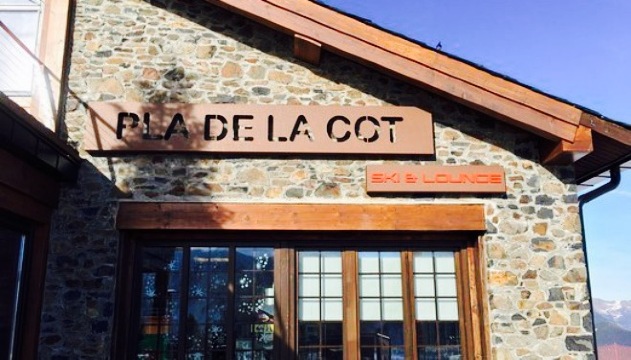 PLA DE LA COT
SKI & LOUNGE